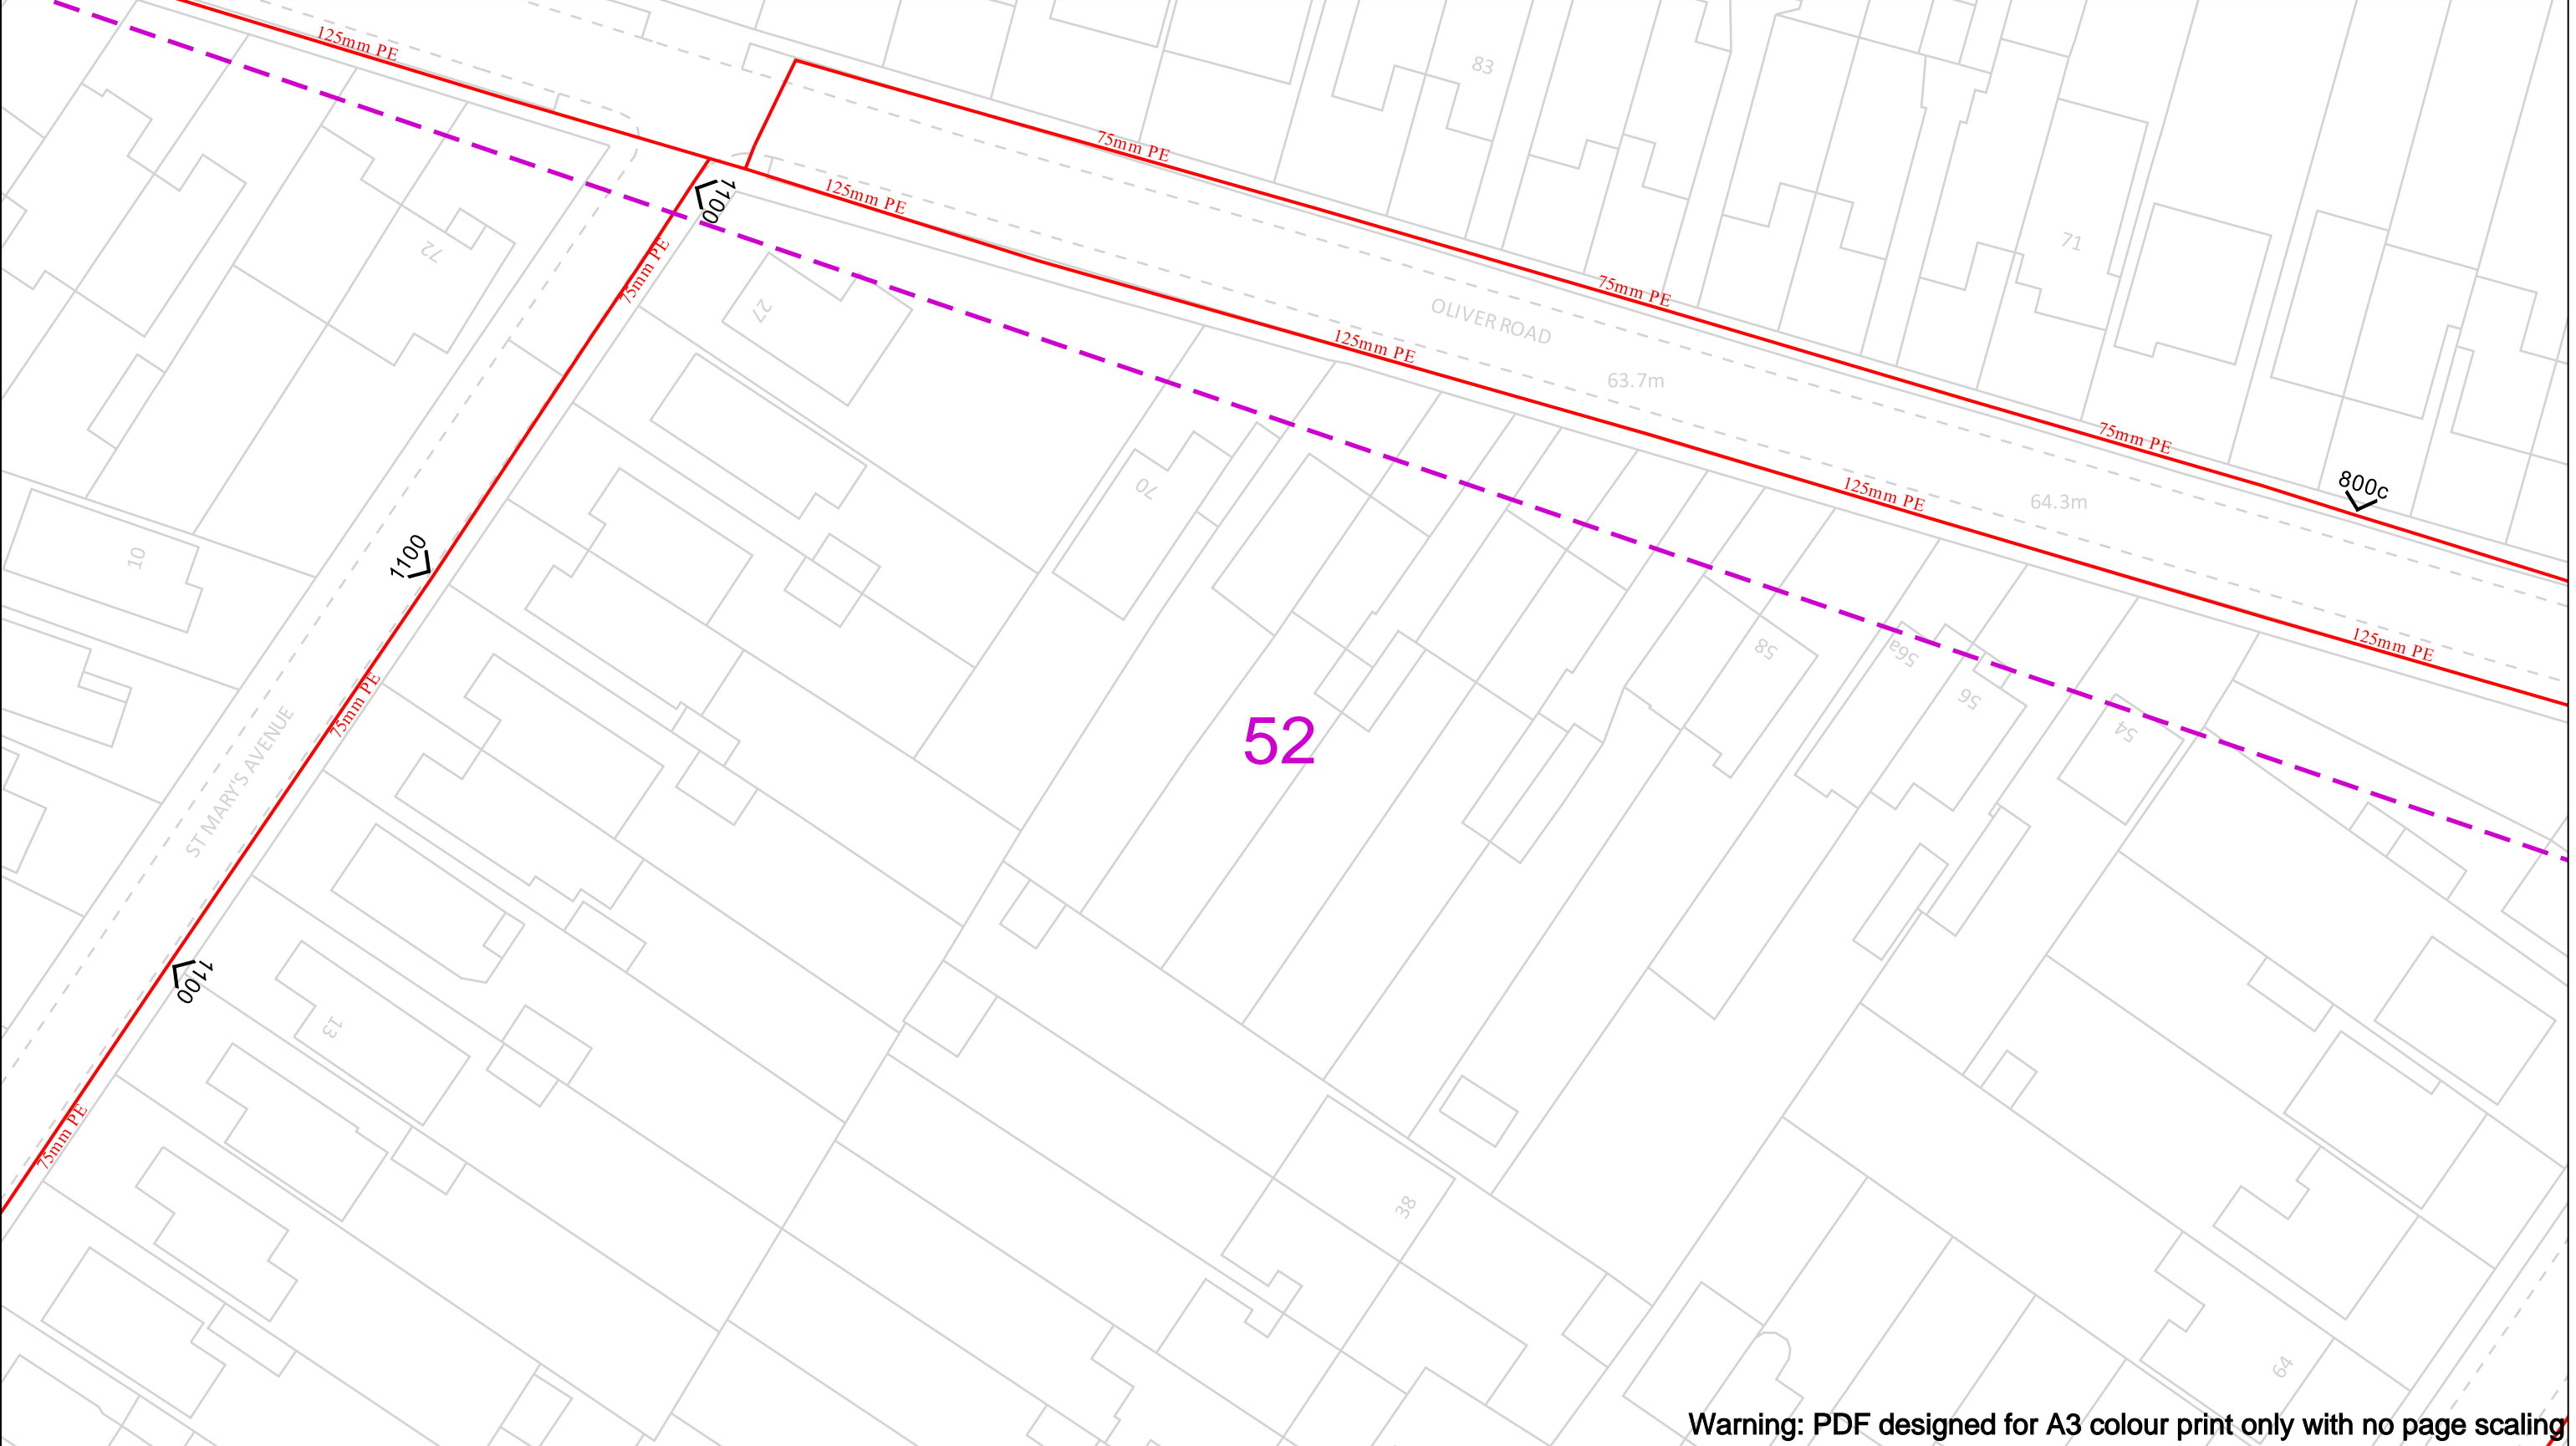 125mm PE
83
75mm PE
1100
125mm PE
72
71
75mm PE
27
75mm PE
OLIVER ROAD
125mm PE
63.7m
75mm PE
800c
70
125mm PE
64.3m
1100
10
58
56a
125mm PE
75mm PE
56
54
52
ST MARY'S AVENUE
1100
13
75mm PE
38
64
Warning: PDF designed for A3 colour print only with no page scaling